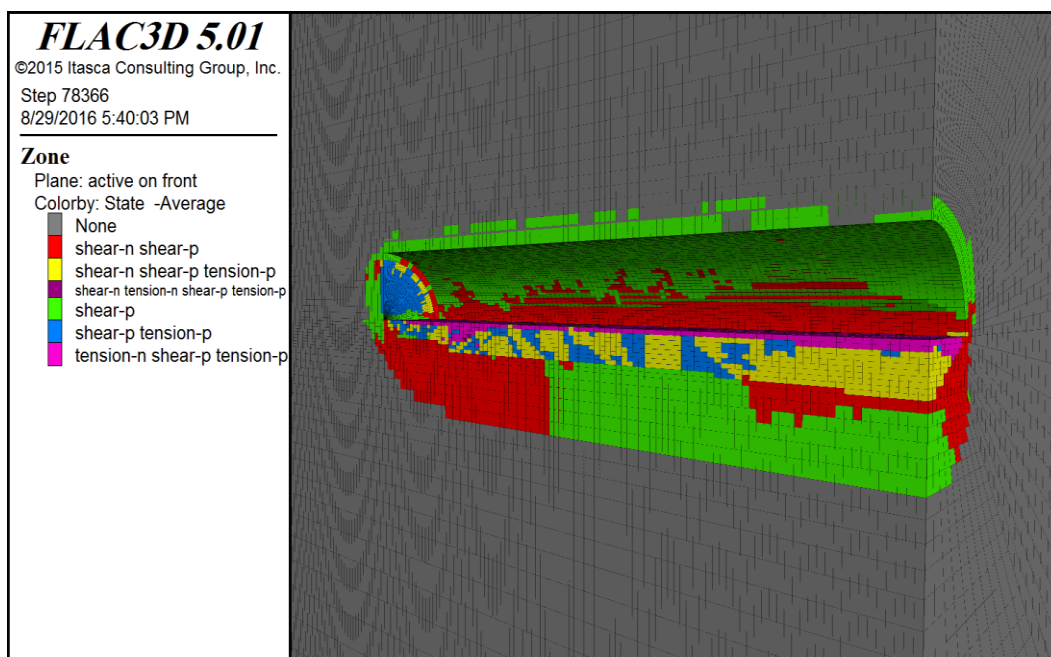 FLAC3D 5.01
©2015 Itasca Consulting Group, Inc.
Step 78366
8/29/2016 5:40:03 PM
Zone
Plane: active on front
Colorby: State -Average
None
shear-n shear-p
shear-n shear-p tension-p
shear-n tension-n shear-p tension-p
shear-p
shear-p tension-p
tension-n shear-p tension-p